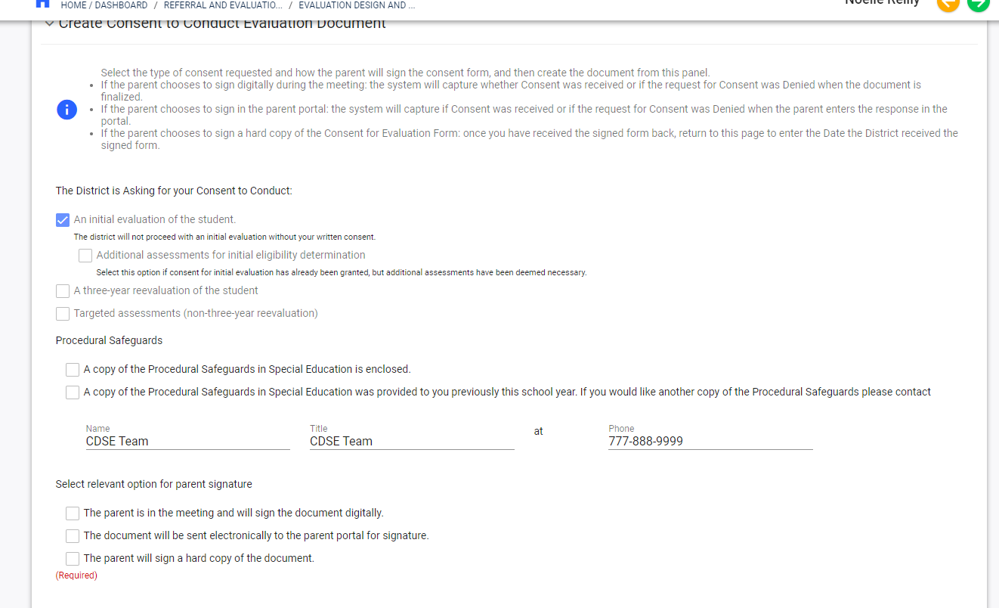 HOME / DASHBOARD / REFERRAL AND EVALUATIO... / EVALUATION DESIGN AND ...
Noelle Reilly
Create Consent to Conduct Evaluation Document
Select the type of consent requested and how the parent will sign the consent form, and then create the document from this panel.
• If the parent chooses to sign digitally during the meeting: the system will capture whether Consent was received or if the request for Consent was Denied when the document is
finalized.
• If the parent chooses to sign in the parent portal: the system will capture if Consent was received or if the request for Consent was Denied when the parent enters the response in the
portal.
• If the parent chooses to sign a hard copy of the Consent for Evaluation Form: once you have received the signed form back, return to this page to enter the Date the District received the
signed form.
The District is Asking for your Consent to Conduct:
An initial evaluation of the student.
The district will not proceed with an initial evaluation without your written consent.
Additional assessments for initial eligibility determination
Select this option if consent for initial evaluation has already been granted, but additional assessments have been deemed necessary.
A three-year reevaluation of the student
Targeted assessments (non-three-year reevaluation)
Procedural Safeguards
A copy of the Procedural Safeguards in Special Education is enclosed.
A copy of the Procedural Safeguards in Special Education was provided to you previously this school year. If you would like another copy of the Procedural Safeguards please contact
Name Title Phone
CDSE Team CDSE Team at 777-888-9999
Select relevant option for parent signature
The parent is in the meeting and will sign the document digitally.
The document will be sent electronically to the parent portal for signature.
The parent will sign a hard copy of the document.
(Required)